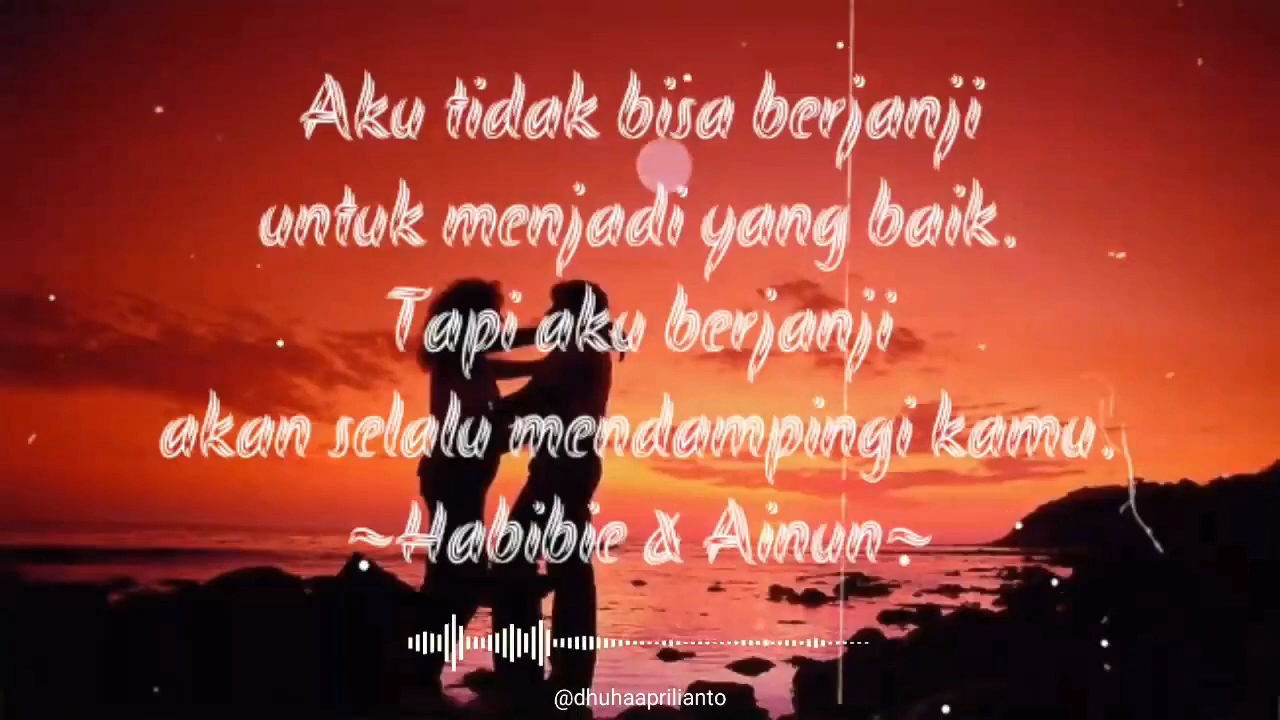 Aku tidak bisa berjanji
untuk menjadi yang baik.
Tapi aku berjanji
akan selalu mendampingi kamu.
~Habibie & Ainun~
@dhuhaaprilianto